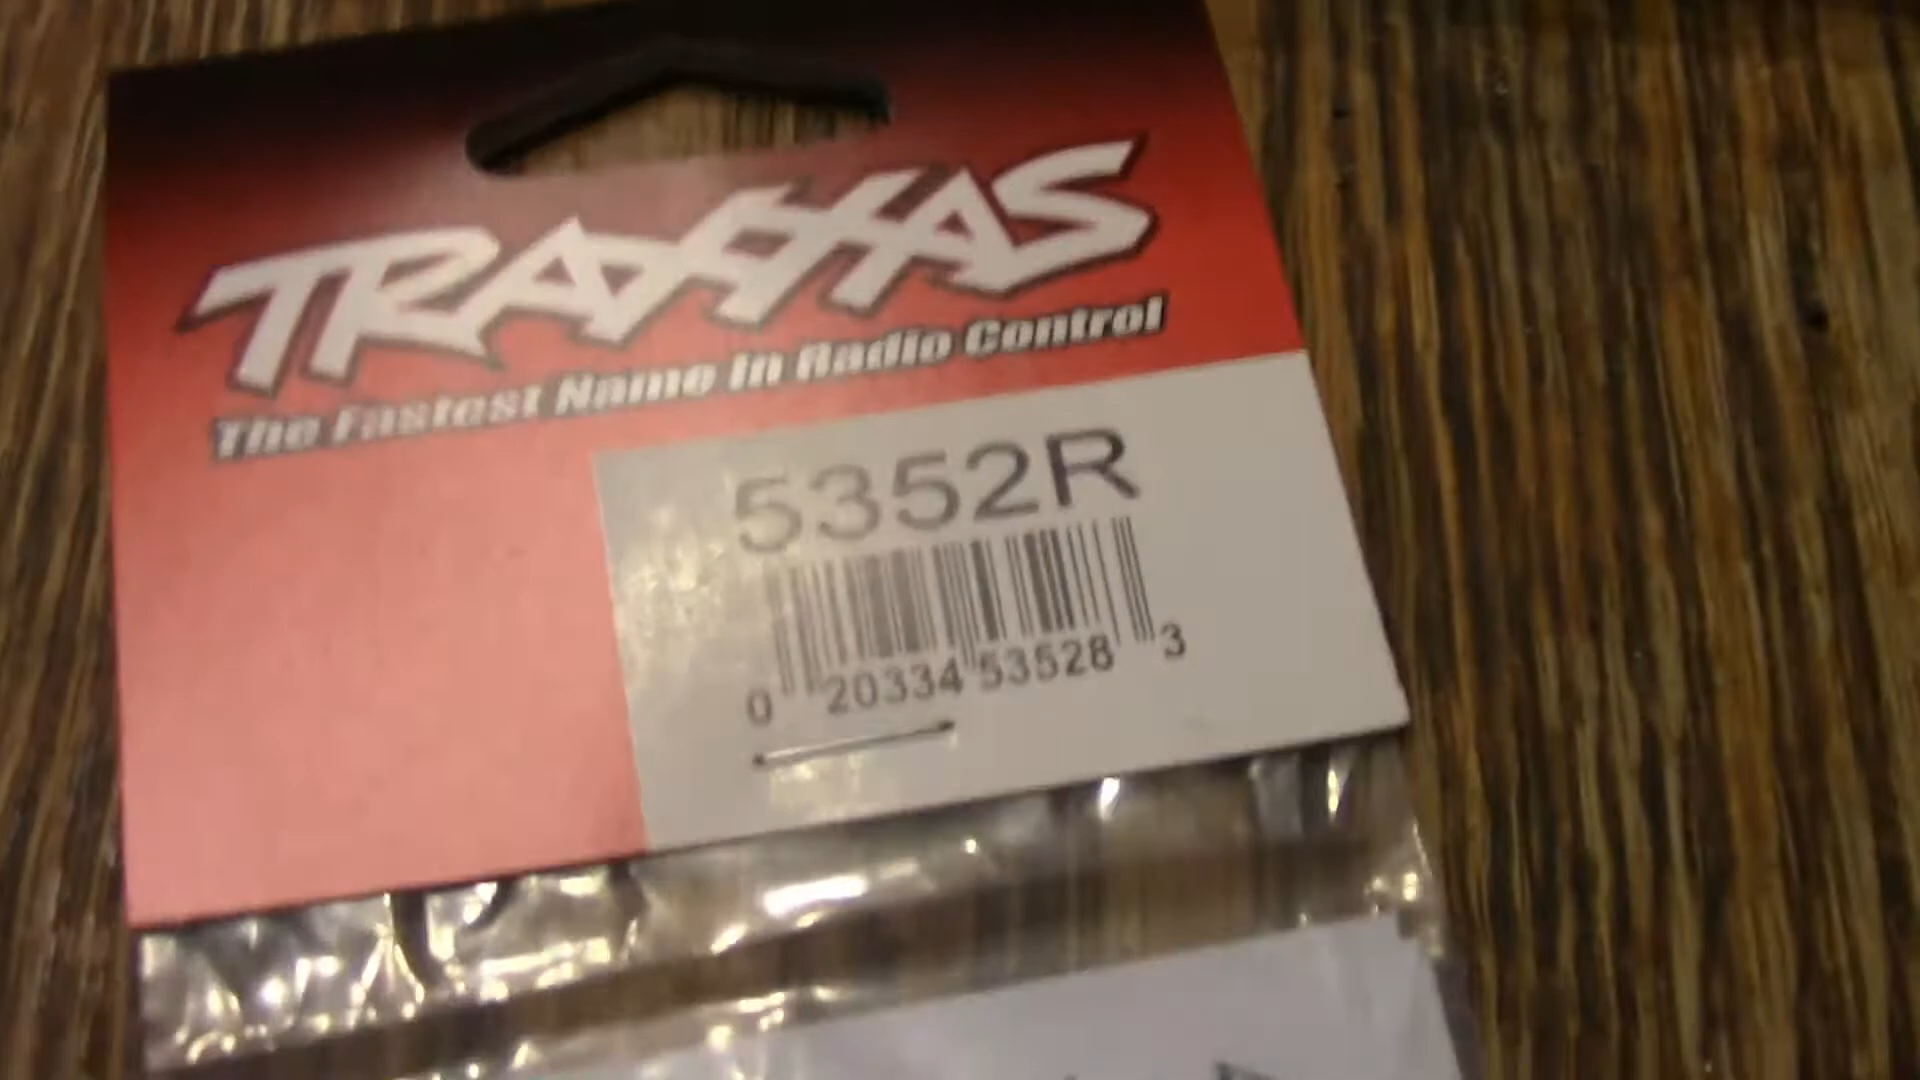 TRAXXAS
The Fastest Name In Radio Control
5352R
0 20334 53528 3